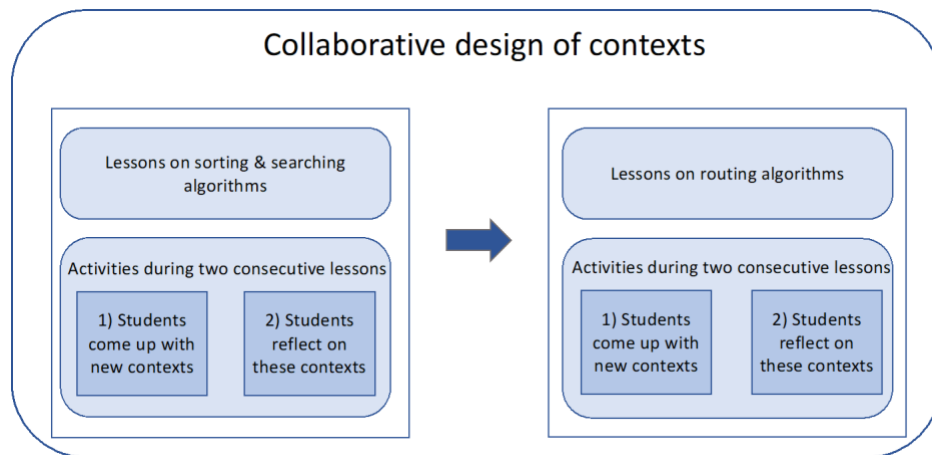 Collaborative design of contexts
Lessons on sorting & searching
algorithms
Activities during two consecutive lessons
1) Students
come up with
new contexts
2) Students
reflect on
these contexts
Lessons on routing algorithms
Activities during two consecutive lessons
1) Students
come up with
new contexts
2) Students
reflect on
these contexts